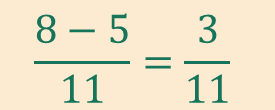 8 − 5 / 11 = 3 / 11